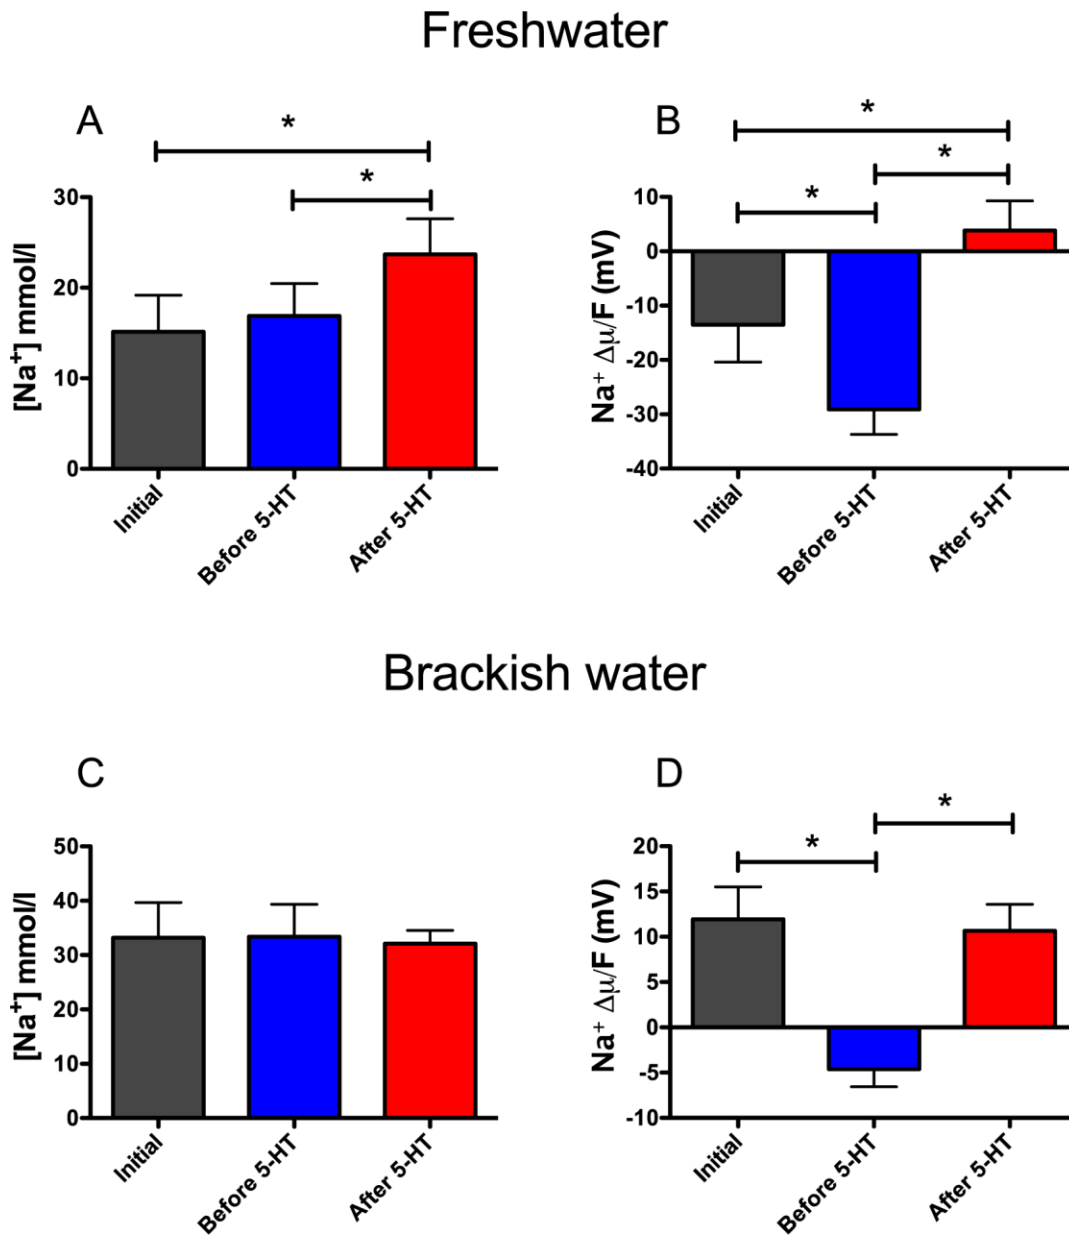 Freshwater
A
*
*
[Na⁺] mmol/l
30
20
10
0
Initial
Before 5-HT
After 5-HT
B
*
*
*
Na⁺ Δμ/F (mV)
10
0
-10
-20
-30
-40
Initial
Before 5-HT
After 5-HT
Brackish water
C
[Na⁺] mmol/l
50
40
30
20
10
0
Initial
Before 5-HT
After 5-HT
D
*
*
Na⁺ Δμ/F (mV)
20
15
10
5
0
-5
-10
Initial
Before 5-HT
After 5-HT